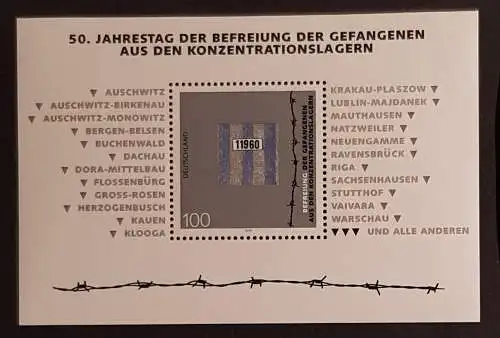 50. JAHRESTAG DER BEFREIUNG DER GEFANGENEN
AUS DEN KONZENTRATIONSLAGERN
AUSCHWITZ
AUSCHWITZ-BIRKENAU
AUSCHWITZ-MONOWITZ
BERGEN-BELSEN
BUCHENWALD
DACHAU
DORA-MITTELBAU
FLOSSENBÜRG
GROSS-ROSEN
HERZOGENBUSCH
KAUEN
KLOOGA
DEUTSCHLAND
100
11960
BEFREIUNG DER GEFANGENEN
AUS DEN KONZENTRATIONSLAGERN
KRAKAU-PLASZOW
LUBLIN-MAJDANEK
MAUTHAUSEN
NATZWEILER
NEUENGAMME
RAVENSBRÜCK
RIGA
SACHSENHAUSEN
STUTTHOF
VAIVARA
WARSCHAU
UND ALLE ANDEREN